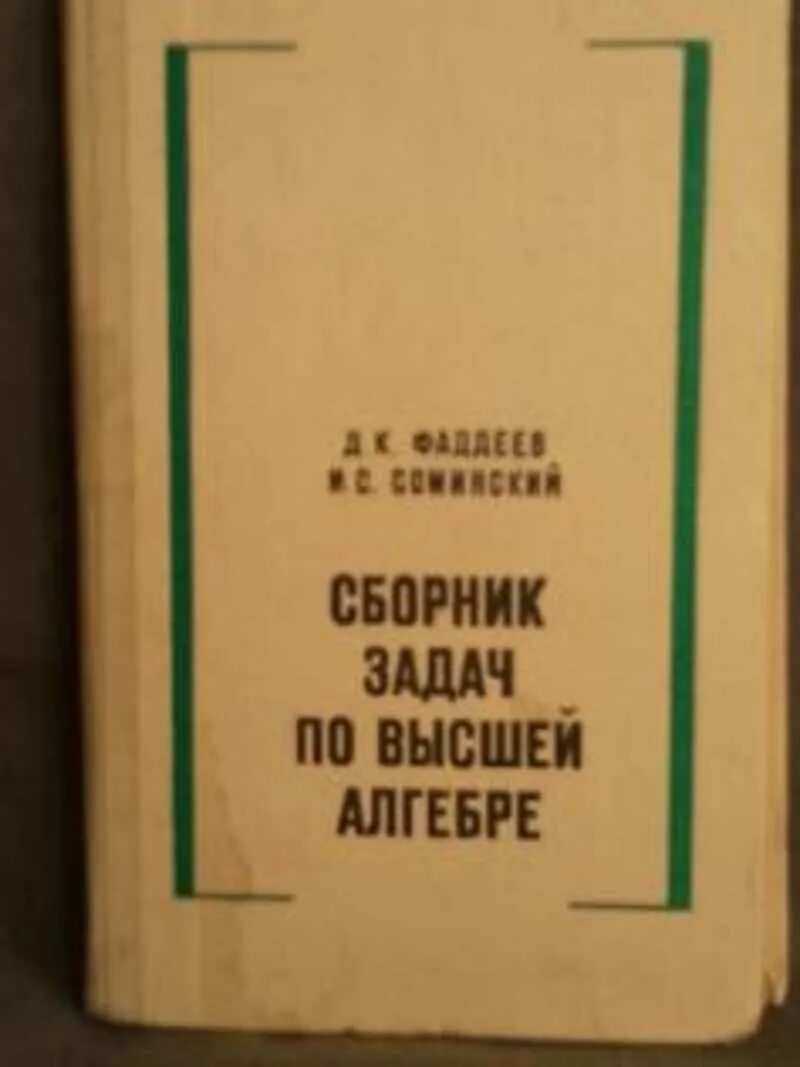 Д. К. ФАДДЕЕВ
И. С. СОМИНСКИЙ
СБОРНИК
ЗАДАЧ
ПО ВЫСШЕЙ
АЛГЕБРЕ